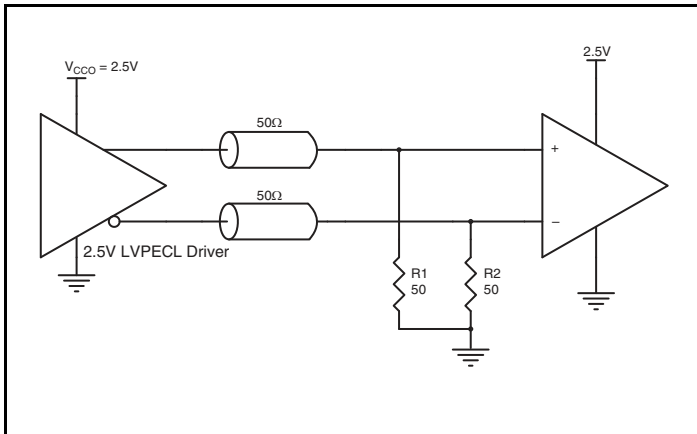 V_CCO = 2.5V
2.5V
50Ω
+
50Ω
−
2.5V LVPECL Driver
R1
50
R2
50